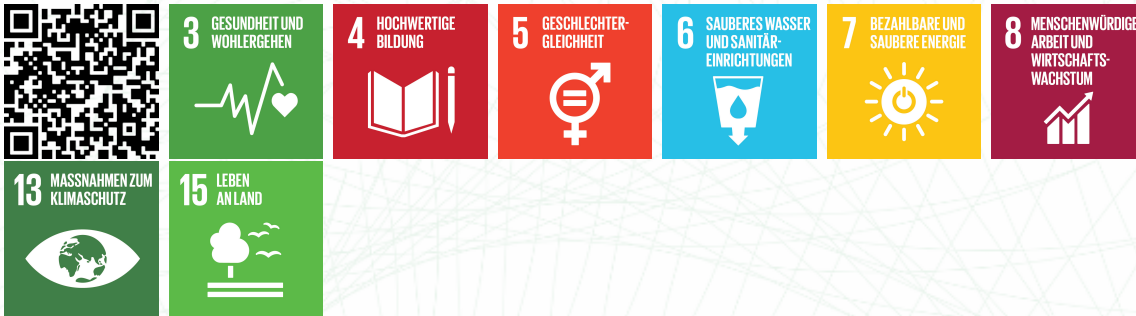 3 GESUNDHEIT UND
WOHLERGEHEN
4 HOCHWERTIGE
BILDUNG
5 GESCHLECHTER-
GLEICHHEIT
6 SAUBERES WASSER
UND SANITÄR-
EINRICHTUNGEN
7 BEZAHLBARE UND
SAUBERE ENERGIE
8 MENSCHENWÜRDIGE
ARBEIT UND
WIRTSCHAFTS-
WACHSTUM
13 MASSNAHMEN ZUM
KLIMASCHUTZ
15 LEBEN
AN LAND